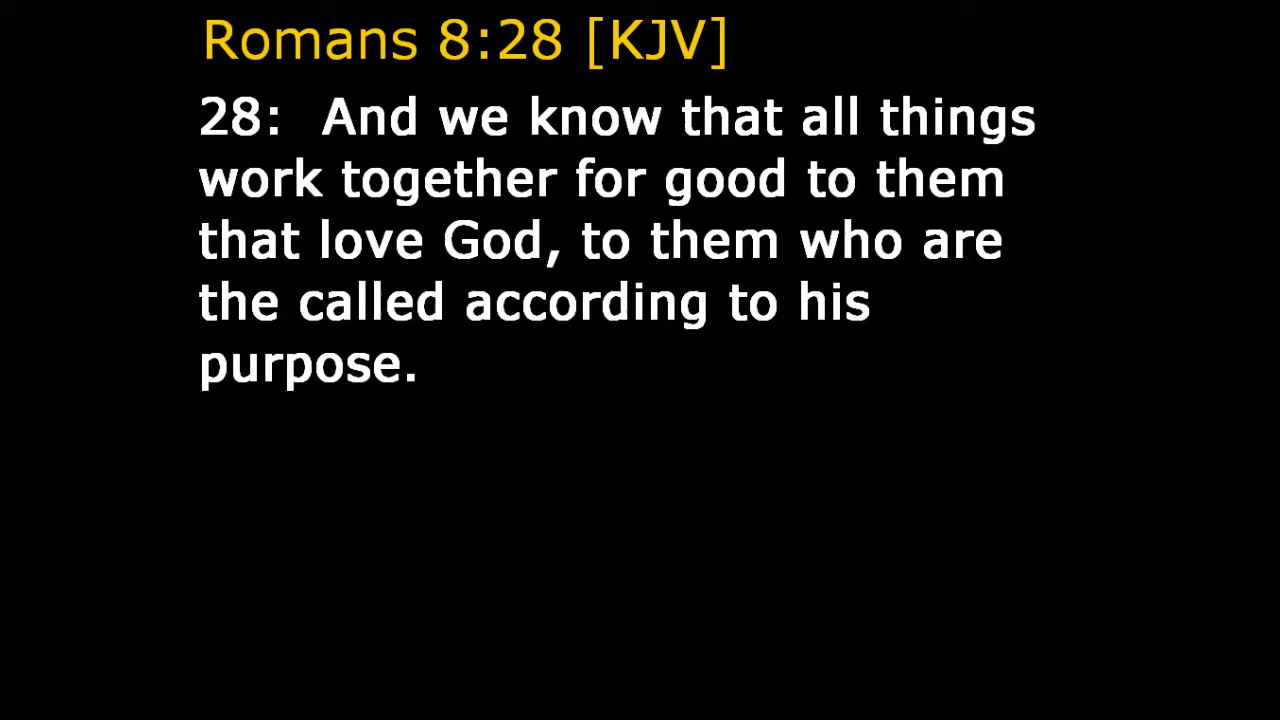 Romans 8:28 [KJV]
28:  And we know that all things
work together for good to them
that love God, to them who are
the called according to his
purpose.